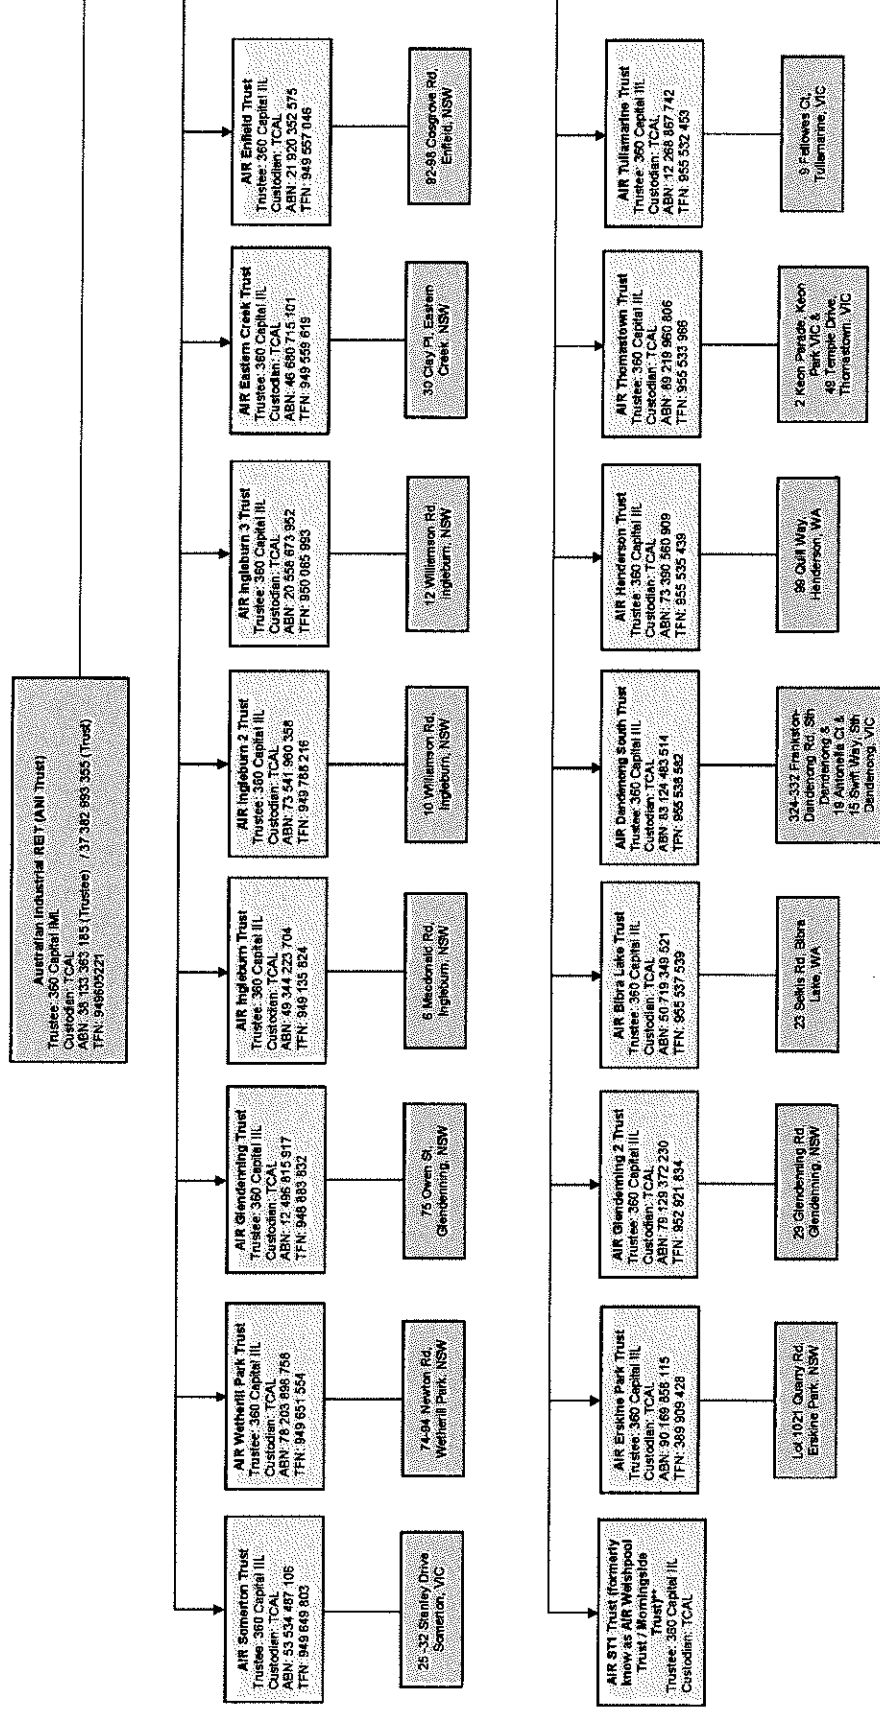 Australian Industrial REIT (ANI Trust)
Trustee: 360 Capital IML
Custodian: TCAL
ABN: 38 133 363 185 (Trustee) / 37 382 893 355 (Trust)
TFN: 949605221
AIR Somerton Trust
Trustee: 360 Capital IIL
Custodian: TCAL
ABN: 53 534 487 106
TFN: 949 649 803
25 -32 Stanley Drive
Somerton, VIC
AIR Wetherill Park Trust
Trustee: 360 Capital IIL
Custodian: TCAL
ABN: 78 203 898 758
TFN: 949 651 554
74-94 Newton Rd,
Wetherill Park, NSW
AIR Glendenning Trust
Trustee: 360 Capital IIL
Custodian: TCAL
ABN: 12 496 815 917
TFN: 948 883 832
75 Owen St,
Glendenning, NSW
AIR Ingleburn Trust
Trustee: 360 Capital IIL
Custodian: TCAL
ABN: 49 344 223 704
TFN: 949 135 824
6 Macdonald Rd,
Ingleburn, NSW
AIR Ingleburn 2 Trust
Trustee: 360 Capital IIL
Custodian: TCAL
ABN: 73 541 990 358
TFN: 949 788 216
10 Williamson Rd,
Ingleburn, NSW
AIR Ingleburn 3 Trust
Trustee: 360 Capital IIL
Custodian: TCAL
ABN: 20 558 673 952
TFN: 950 085 993
12 Williamson Rd,
Ingleburn, NSW
AIR Eastern Creek Trust
Trustee: 360 Capital IIL
Custodian: TCAL
ABN: 46 680 715 101
TFN: 949 559 619
30 Clay Pl, Eastern
Creek, NSW
AIR Enfield Trust
Trustee: 360 Capital IIL
Custodian: TCAL
ABN: 21 920 352 575
TFN: 949 557 046
92-98 Cosgrove Rd,
Enfield, NSW
AIR ST1 Trust (formerly
know as AIR Welshpool
Trust / Morningside
Trust)**
Trustee: 360 Capital IIL
Custodian: TCAL
AIR Erskine Park Trust
Trustee: 360 Capital IIL
Custodian: TCAL
ABN: 90 169 858 115
TFN: 389 909 428
Lot 1021 Quarry Rd,
Erskine Park, NSW
AIR Glendenning 2 Trust
Trustee: 360 Capital IIL
Custodian: TCAL
ABN: 79 129 372 230
TFN: 952 821 834
29 Glendenning Rd,
Glendenning, NSW
AIR Bibra Lake Trust
Trustee: 360 Capital IIL
Custodian: TCAL
ABN: 50 719 349 521
TFN: 955 537 539
23 Selkis Rd, Bibra
Lake, WA
AIR Dandenong South Trust
Trustee: 360 Capital IIL
Custodian: TCAL
ABN: 83 124 483 514
TFN: 955 538 582
324-332 Frankston-
Dandenong Rd, Sth
Dandenong &
19 Antonella Ct &
15 Swift Way, Sth
Dandenong, VIC
AIR Henderson Trust
Trustee: 360 Capital IIL
Custodian: TCAL
ABN: 73 390 560 909
TFN: 955 535 439
99 Quill Way,
Henderson, WA
AIR Thomastown Trust
Trustee: 360 Capital IIL
Custodian: TCAL
ABN: 69 219 960 806
TFN: 955 533 986
2 Keon Parade, Keon
Park VIC &
49 Temple Drive,
Thomastown, VIC
AIR Tullamarine Trust
Trustee: 360 Capital IIL
Custodian: TCAL
ABN: 12 268 867 742
TFN: 955 532 453
9 Fellowes Ct,
Tullamarine, VIC